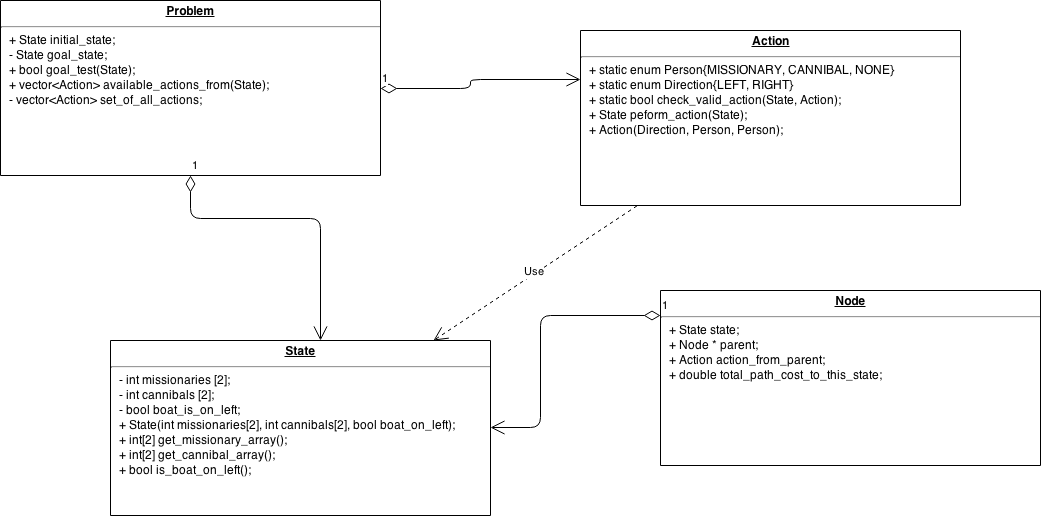 Problem
+ State initial_state;
- State goal_state;
+ bool goal_test(State);
+ vector<Action> available_actions_from(State);
- vector<Action> set_of_all_actions;
1
1
Action
+ static enum Person{MISSIONARY, CANNIBAL, NONE}
+ static enum Direction{LEFT, RIGHT}
+ static bool check_valid_action(State, Action);
+ State peform_action(State);
+ Action(Direction, Person, Person);
Use
State
- int missionaries [2];
- int cannibals [2];
- bool boat_is_on_left;
+ State(int missionaries[2], int cannibals[2], bool boat_on_left);
+ int[2] get_missionary_array();
+ int[2] get_cannibal_array();
+ bool is_boat_on_left();
1
Node
+ State state;
+ Node * parent;
+ Action action_from_parent;
+ double total_path_cost_to_this_state;